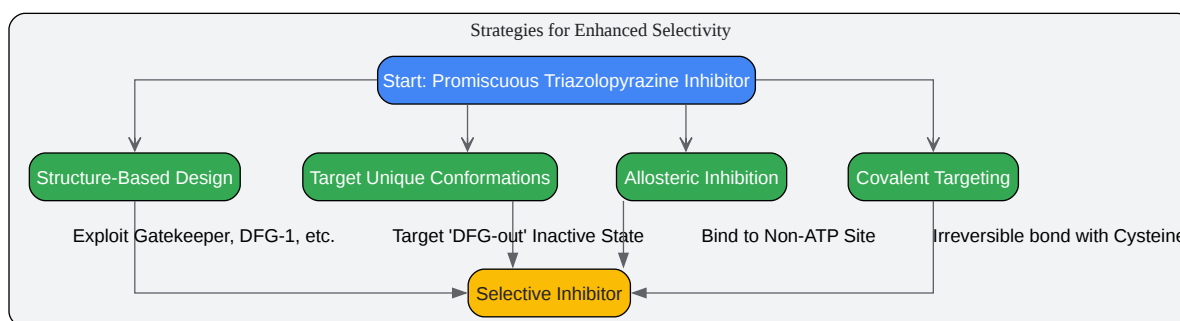 Strategies for Enhanced Selectivity
Start: Promiscuous Triazolopyrazine Inhibitor
Structure-Based Design
Target Unique Conformations
Allosteric Inhibition
Covalent Targeting
Exploit Gatekeeper, DFG-1, etc.
Target 'DFG-out' Inactive State
Bind to Non-ATP Site
Irreversible bond with Cysteine
Selective Inhibitor